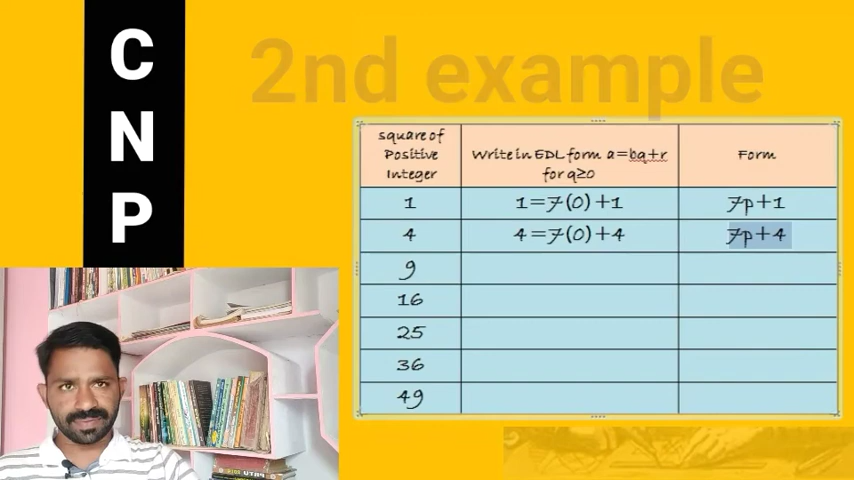 C
N
P
2nd example
square of Positive Integer
Write in EDL form a=bq+r for q≥0
Form
1
1=7(0)+1
7p+1
4
4=7(0)+4
7p+4
9
16
25
36
49